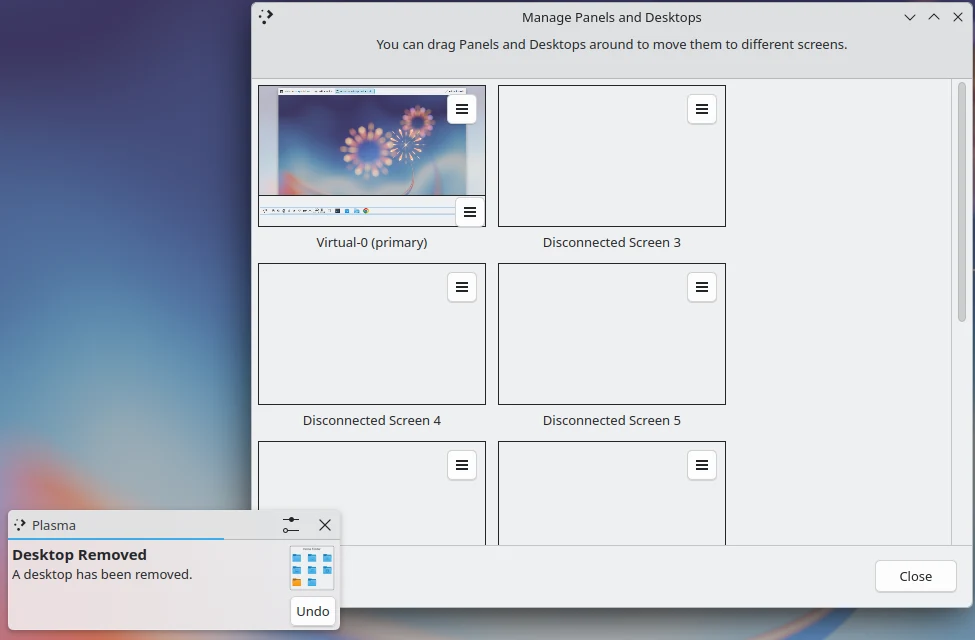 Manage Panels and Desktops
You can drag Panels and Desktops around to move them to different screens.
Virtual-0 (primary)
Disconnected Screen 3
Disconnected Screen 4
Disconnected Screen 5
Plasma
Desktop Removed
A desktop has been removed.
Undo
Close